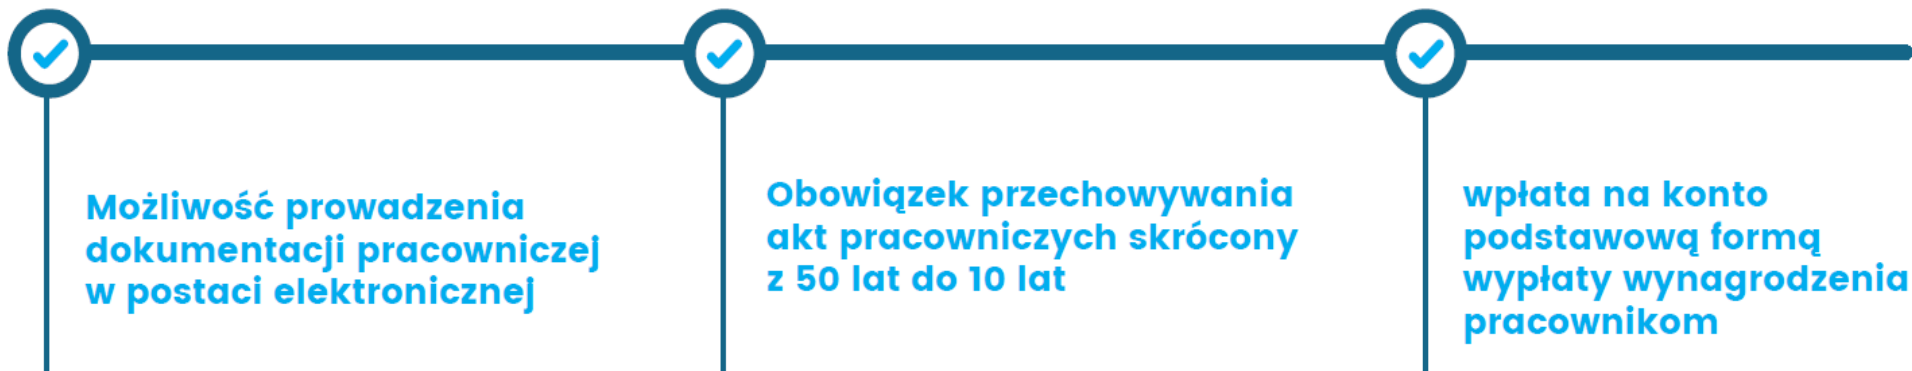 Możliwość prowadzenia
dokumentacji pracowniczej
w postaci elektronicznej
Obowiązek przechowywania
akt pracowniczych skrócony
z 50 lat do 10 lat
wpłata na konto
podstawową formą
wypłaty wynagrodzenia
pracownikom